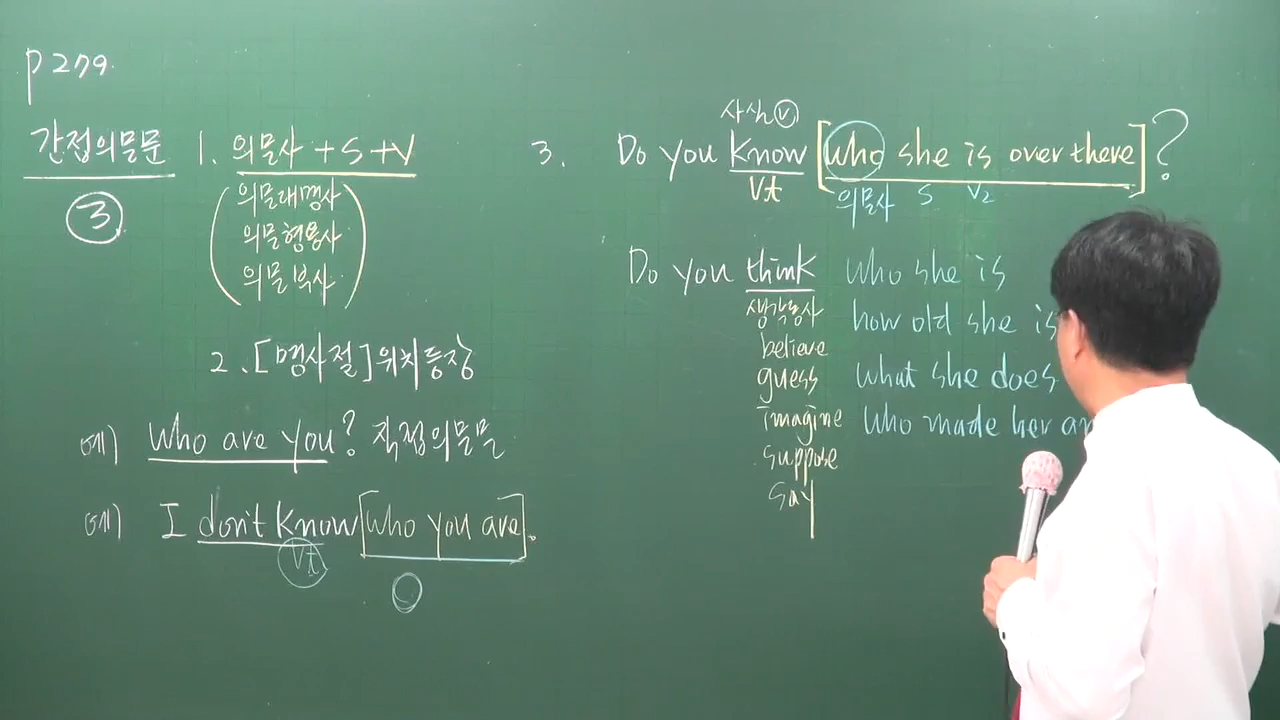 P 279.
간접의문문
③
1. 의문사 + S + V
(의문대명사
의문형용사
의문부사)
2. [명사절] 위치 등장
예) who are you? 직접의문문
예) I don't know [who you are].
Vt
3. Do you know [who she is over there]?
사실 ⓥ
Vt 의문사 S V2
Do you think who she is
생각동사 how old she is
believe
guess what she does
imagine who made her
suppose
say